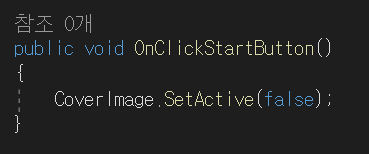 참조 0개
public void OnClickStartButton()
{
    CoverImage.SetActive(false);
}